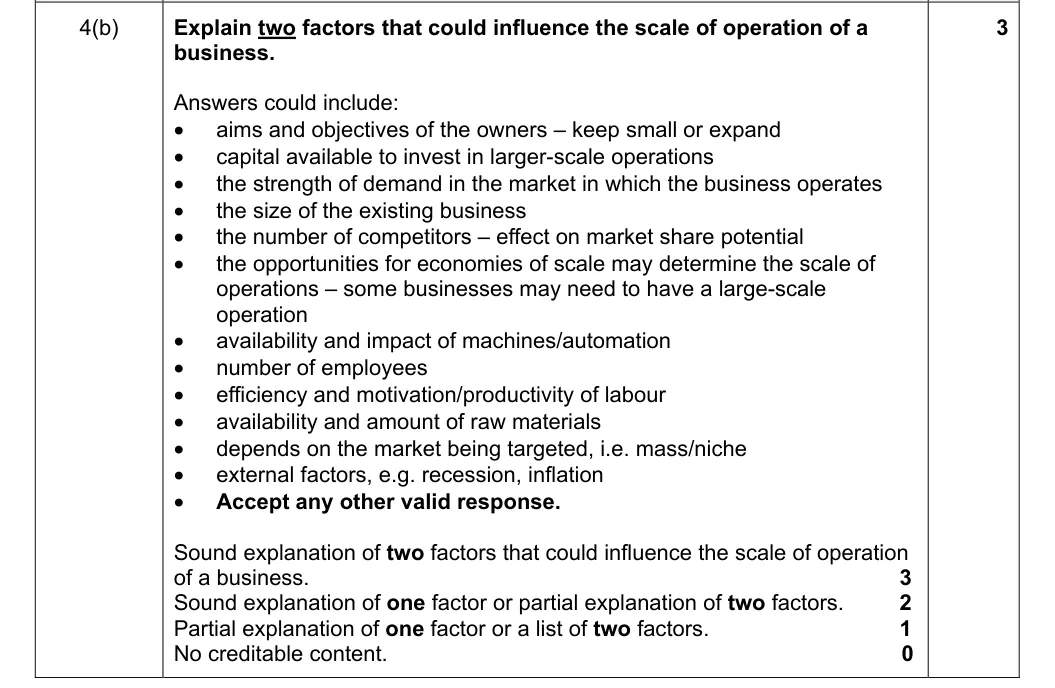 4(b) Explain two factors that could influence the scale of operation of a 3
business.
Answers could include:
• aims and objectives of the owners – keep small or expand
• capital available to invest in larger-scale operations
• the strength of demand in the market in which the business operates
• the size of the existing business
• the number of competitors – effect on market share potential
• the opportunities for economies of scale may determine the scale of
operations – some businesses may need to have a large-scale
operation
• availability and impact of machines/automation
• number of employees
• efficiency and motivation/productivity of labour
• availability and amount of raw materials
• depends on the market being targeted, i.e. mass/niche
• external factors, e.g. recession, inflation
• Accept any other valid response.
Sound explanation of two factors that could influence the scale of operation
of a business. 3
Sound explanation of one factor or partial explanation of two factors. 2
Partial explanation of one factor or a list of two factors. 1
No creditable content. 0